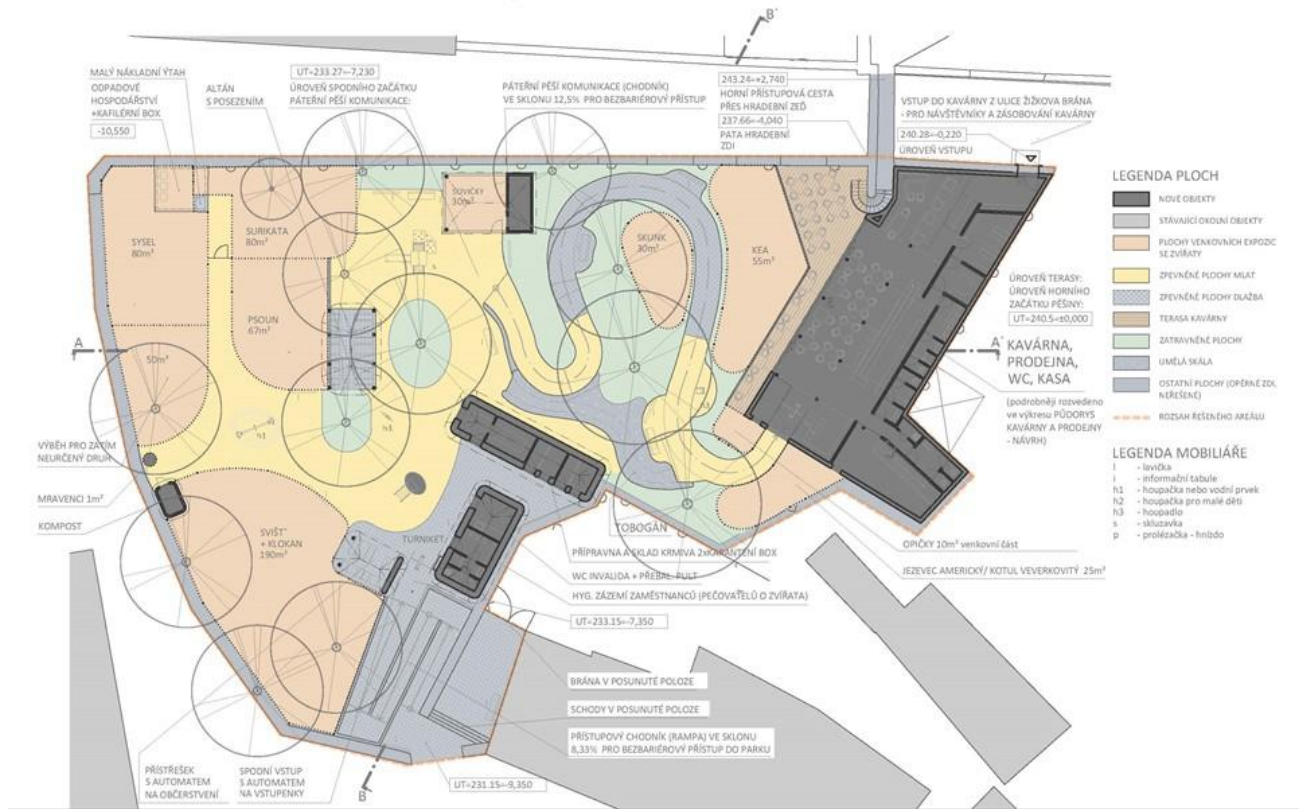 B'
MALÝ NÁKLADNÍ ÝTAH
ODPADOVÉ
HOSPODÁŘSTVÍ
+KAFILÉRNÍ BOX
-10,550
ALTÁN
S POSEZENÍM
UT=233.27=-7,230
ÚROVEŇ SPODNÍHO ZAČÁTKU
PÁTEŘNÍ PĚŠÍ KOMUNIKACE:
PÁTEŘNÍ PĚŠÍ KOMUNIKACE (CHODNÍK)
VE SKLONU 12,5% PRO BEZBARIÉROVÝ PŘÍSTUP
243.24=+2,740
HORNÍ PŘÍSTUPOVÁ CESTA
PŘES HRADEBNÍ ZEĎ
237.66=-4,040
PATA HRADEBNÍ
ZDI
VSTUP DO KAVÁRNY Z ULICE ŽIŽKOVA BRÁNA
- PRO NÁVŠTĚVNÍKY A ZÁSOBOVÁNÍ KAVÁRNY
240.28=-0,220
ÚROVEŇ VSTUPU
SYSEL
80m²
SURIKATA
80m²
SOVIČKY
30m²
SKUNK
30m²
KEA
55m²
PSOUN
67m²
50m²
A
A'
ÚROVEŇ TERASY:
ÚROVEŇ HORNÍHO
ZAČÁTKU PĚŠINY:
UT=240.5=±0,000
KAVÁRNA,
PRODEJNA,
WC, KASA
(podrobněji rozvedeno
ve výkresu PŮDORYS
KAVÁRNY A PRODEJNY
- NÁVRH)
h1
h3
VÝBĚH PRO ZATÍM
NEURČENÝ DRUH
MRAVENCI 1m²
KOMPOST
SVIŠŤ
+ KLOKAN
190m²
TURNIKET
TOBOGÁN
PŘÍPRAVNA A SKLAD KRMIVA 2xKARANTÉNÍ BOX
WC INVALIDA + PŘEBAL. PULT
HYG. ZÁZEMÍ ZAMĚSTNANCŮ (PEČOVATELŮ O ZVÍŘATA)
UT=233.15=-7,350
OPIČKY 10m² venkovní část
JEZEVEC AMERICKÝ/ KOTUL VEVERKOVITÝ 25m²
BRÁNA V POSUNUTÉ POLOZE
SCHODY V POSUNUTÉ POLOZE
PŘÍSTUPOVÝ CHODNÍK (RAMPA) VE SKLONU
8,33% PRO BEZBARIÉROVÝ PŘÍSTUP DO PARKU
PŘÍSTŘEŠEK
S AUTOMATEM
NA OBČERSTVENÍ
SPODNÍ VSTUP
S AUTOMATEM
NA VSTUPENKY
B
UT=231.15=-9,350
LEGENDA PLOCH
NOVÉ OBJEKTY
STÁVAJÍCÍ OKOLNÍ OBJEKTY
PLOCHY VENKOVNÍCH EXPOZIC
SE ZVÍŘATY
ZPEVNĚNÉ PLOCHY MLAT
ZPEVNĚNÉ PLOCHY DLAŽBA
TERASA KAVÁRNY
ZATRAVNĚNÉ PLOCHY
UMĚLÁ SKÁLA
OSTATNÍ PLOCHY (OPĚRNÉ ZDI,
NEŘEŠENÉ)
ROZSAH ŘEŠENÉHO AREÁLU
LEGENDA MOBILIÁŘE
l - lavička
i - informační tabule
h1 - houpačka nebo vodní prvek
h2 - houpačka pro malé děti
h3 - houpadlo
s - skluzavka
p - prolézačka - hnízdo